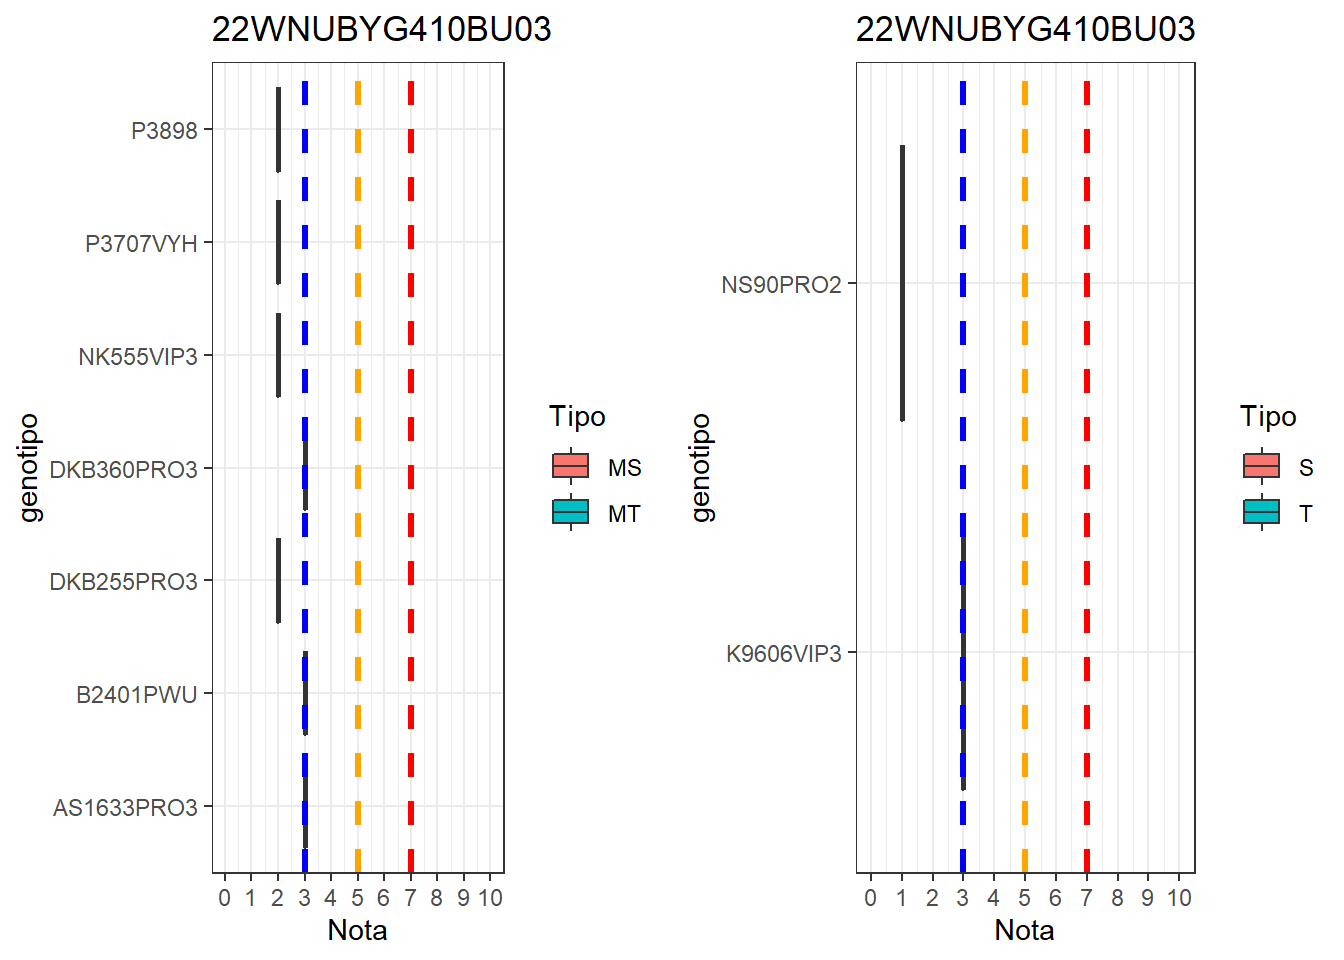 22WNUBYG410BU03
P3898
P3707VYH
NK555VIP3
DKB360PRO3
DKB255PRO3
B2401PWU
AS1633PRO3
genotipo
0 1 2 3 4 5 6 7 8 9 10
Nota
Tipo
MS
MT
22WNUBYG410BU03
NS90PRO2
K9606VIP3
genotipo
0 1 2 3 4 5 6 7 8 9 10
Nota
Tipo
S
T